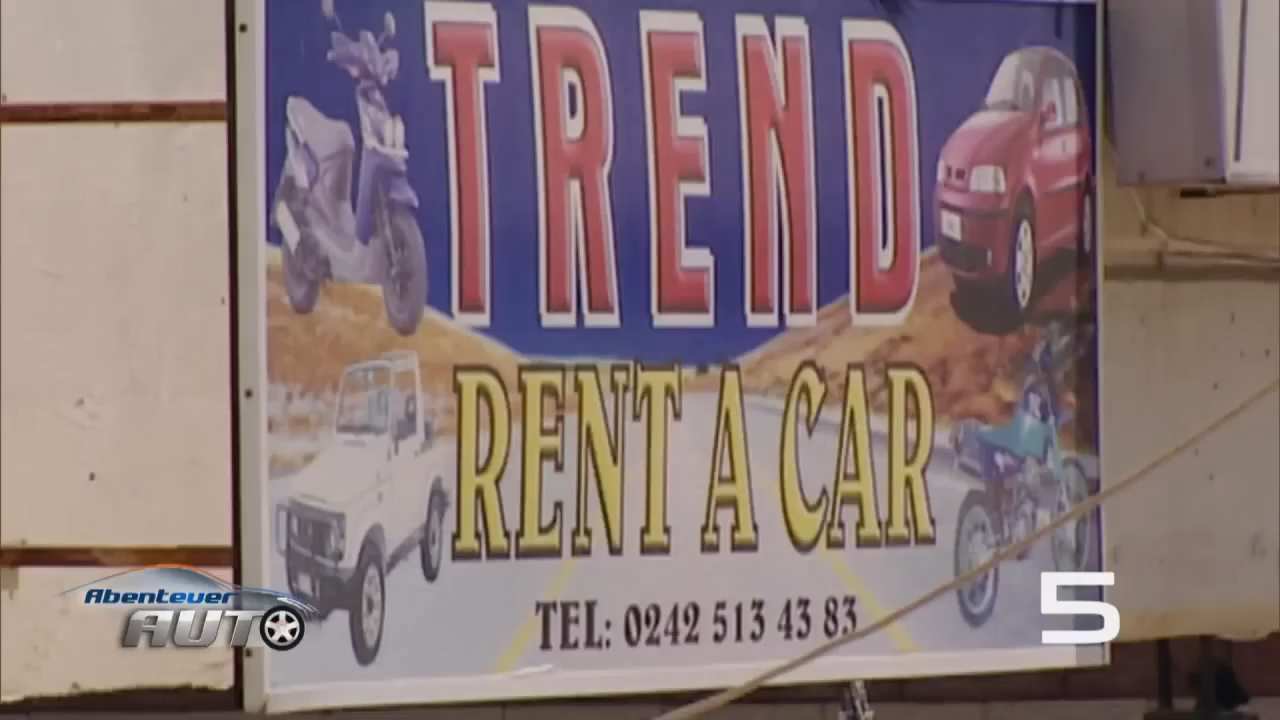 TREND
RENT A CAR
TEL: 0242 513 43 83
Abenteuer
AUTO
5